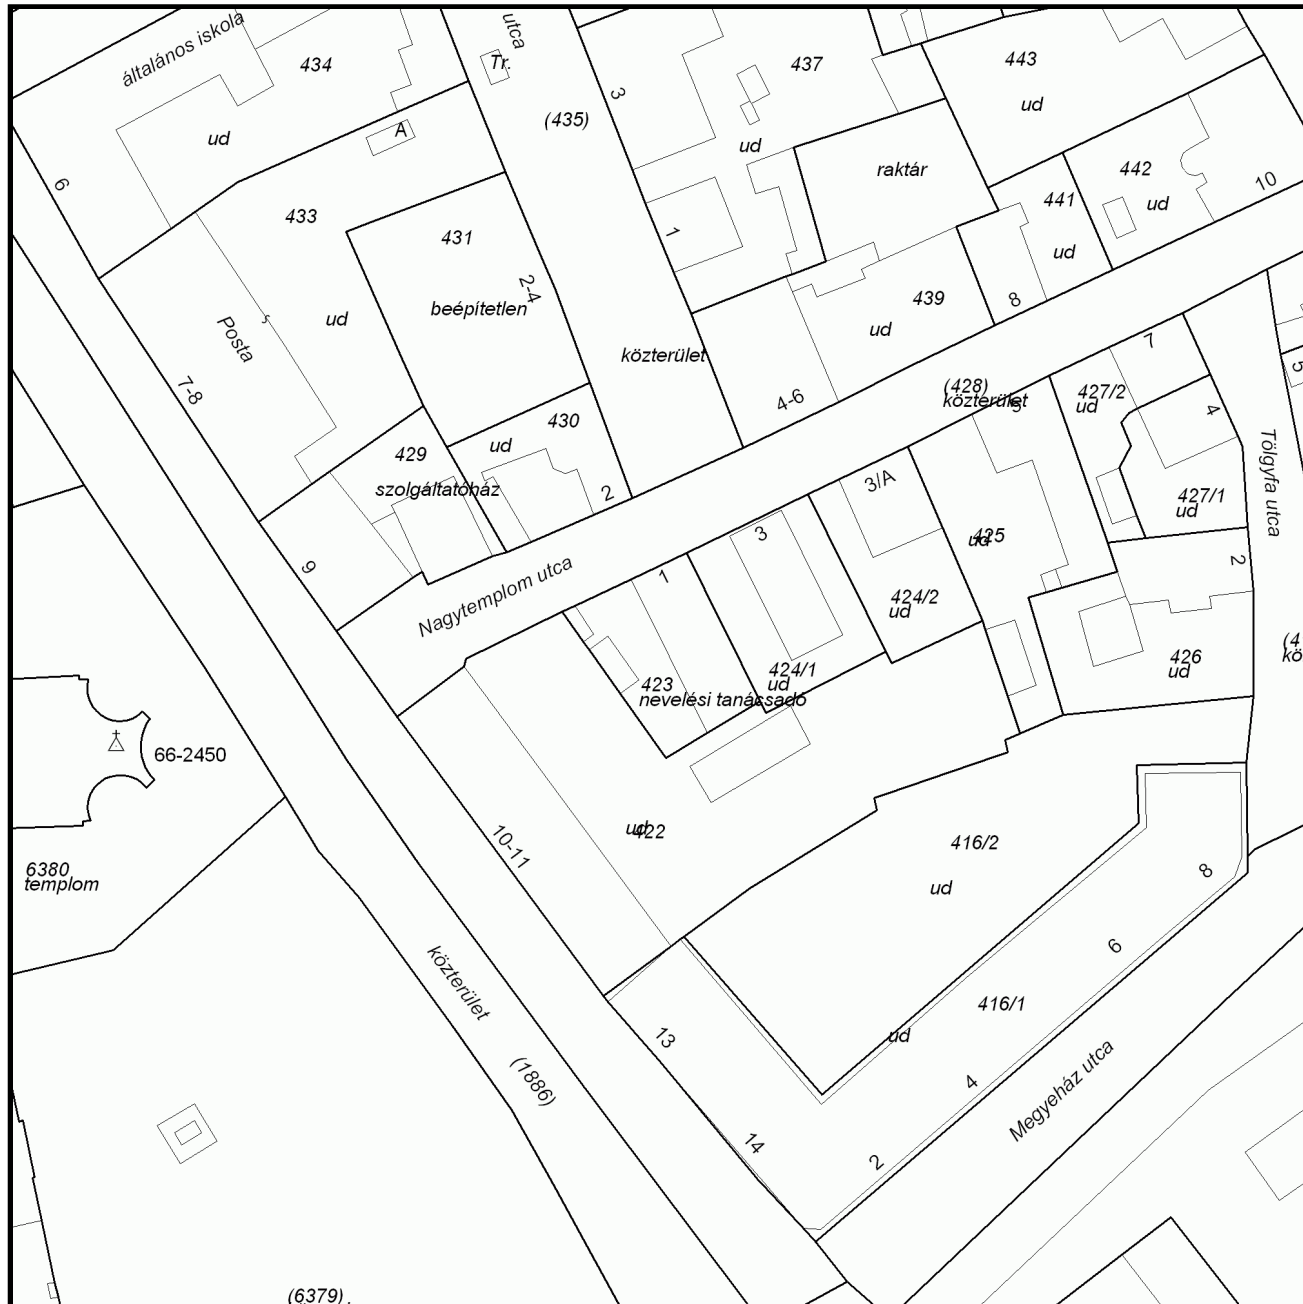 általános iskola
434
utca
Tr.
437
443
3
(435)
ud
A
ud
ud
raktár
442
6
10
441
ud
433
431
1
ud
2-4
439
8
beépítetlen
ud
Posta
ud
közterület
7
5
7-8
(428)
közterület
5
427/2
ud
4-6
4
430
ud
429
Tölgyfa utca
szolgáltatóház
2
3/A
427/1
ud
3
425
ud
2
9
1
Nagytemplom utca
424/2
ud
(4
kö
426
ud
424/1
ud
423
nevelési tanácsadó
66-2450
ud
422
10-11
416/2
6380
templom
ud
8
6
közterület
416/1
13
ud
(1886)
4
Megyeház utca
14
2
(6379)